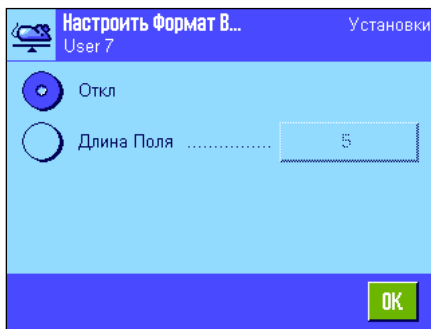 Настроить Формат В...
Установки
User 7
Откл
Длина Поля ................ 5
OK